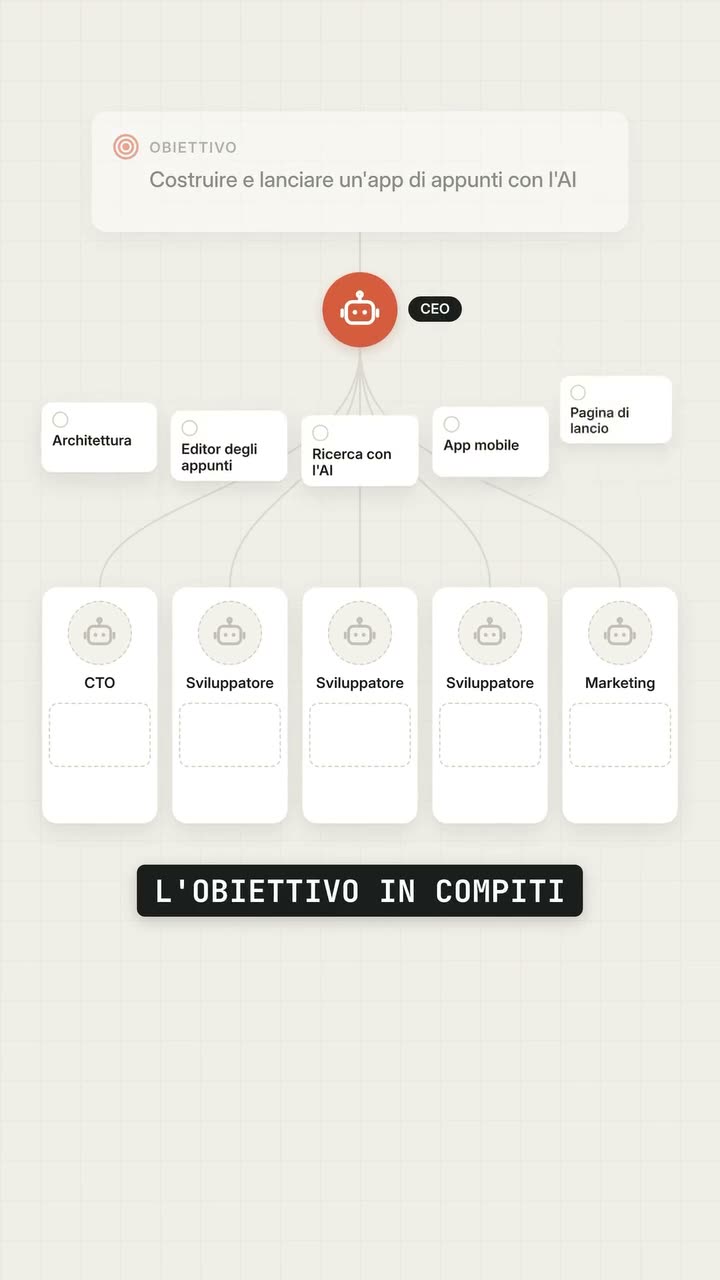 OBIETTIVO
Costruire e lanciare un'app di appunti con l'AI
CEO
Architettura
Editor degli
appunti
Ricerca con
l'AI
App mobile
Pagina di
lancio
CTO
Sviluppatore
Sviluppatore
Sviluppatore
Marketing
L'OBIETTIVO IN COMPITI